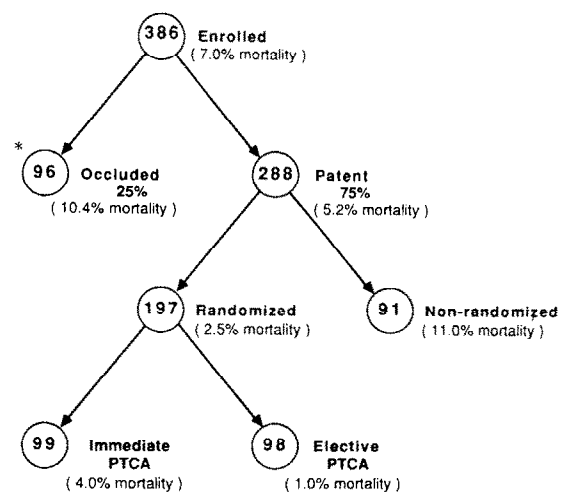 386 Enrolled
( 7.0% mortality )
*
96 Occluded
25%
( 10.4% mortality )
288 Patent
75%
( 5.2% mortality )
197 Randomized
( 2.5% mortality )
91 Non-randomized
( 11.0% mortality )
99 Immediate
PTCA
( 4.0% mortality )
98 Elective
PTCA
( 1.0% mortality )